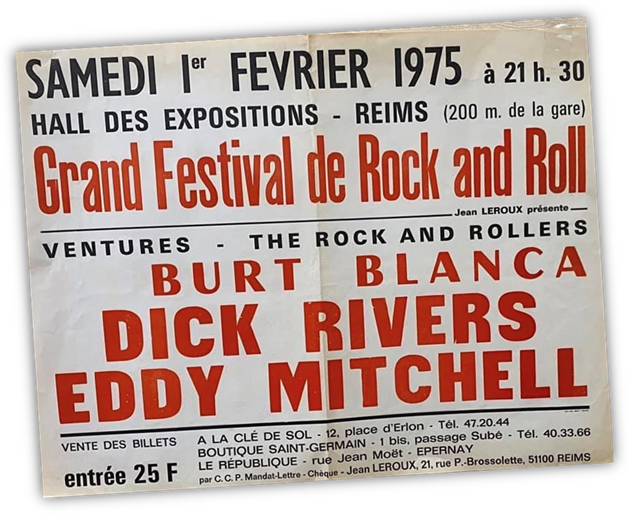 SAMEDI 1er FEVRIER 1975 à 21 h. 30
HALL DES EXPOSITIONS - REIMS (200 m. de la gare)
Grand Festival de Rock and Roll
Jean LEROUX présente
VENTURES - THE ROCK AND ROLLERS
BURT BLANCA
DICK RIVERS
EDDY MITCHELL
VENTE DES BILLETS
A LA CLÉ DE SOL - 12, place d'Erlon - Tél. 47.20.44
BOUTIQUE SAINT-GERMAIN - 1 bis, passage Subé - Tél. 40.33.66
LE RÉPUBLIQUE - rue Jean Moët - EPERNAY
entrée 25 F
par C.C.P. Mandat-Lettre - Chèque - Jean LEROUX, 21, rue P.-Brossolette, 51100 REIMS